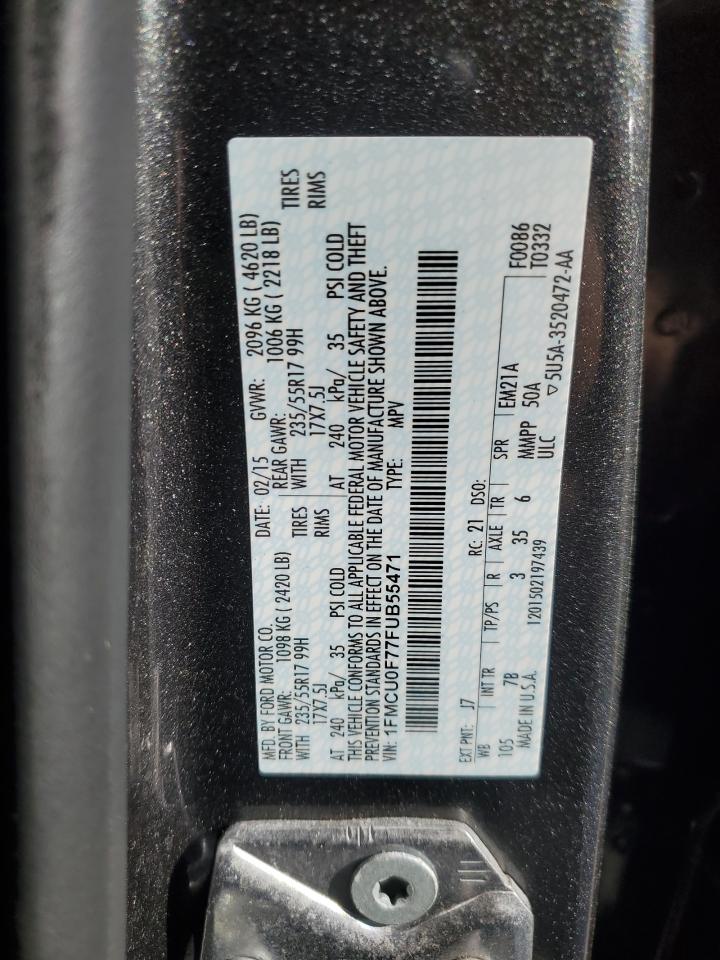 MFD. BY FORD MOTOR CO.
DATE: 02/15 GVWR: 2096 KG ( 4620 LB)
FRONT GAWR: 1098 KG ( 2420 LB) REAR GAWR: 1006 KG ( 2218 LB)
WITH 235/55R17 99H TIRES WITH 235/55R17 99H TIRES
17X7.5J RIMS 17X7.5J RIMS
AT 240 kPa/ 35 PSI COLD AT 240 kPa/ 35 PSI COLD
THIS VEHICLE CONFORMS TO ALL APPLICABLE FEDERAL MOTOR VEHICLE SAFETY AND THEFT
PREVENTION STANDARDS IN EFFECT ON THE DATE OF MANUFACTURE SHOWN ABOVE.
VIN: 1FMCU0F77FUB55471 TYPE: MPV
F0086
T0332
EXT PNT: J7 RC: 21 DSO:
WB INT TR TP/PS R AXLE TR SPR EM21A
105 7B 3 35 6 MMPP 50A
MADE IN U.S.A. 1201502197439 ULC ▽5U5A-3520472-AA